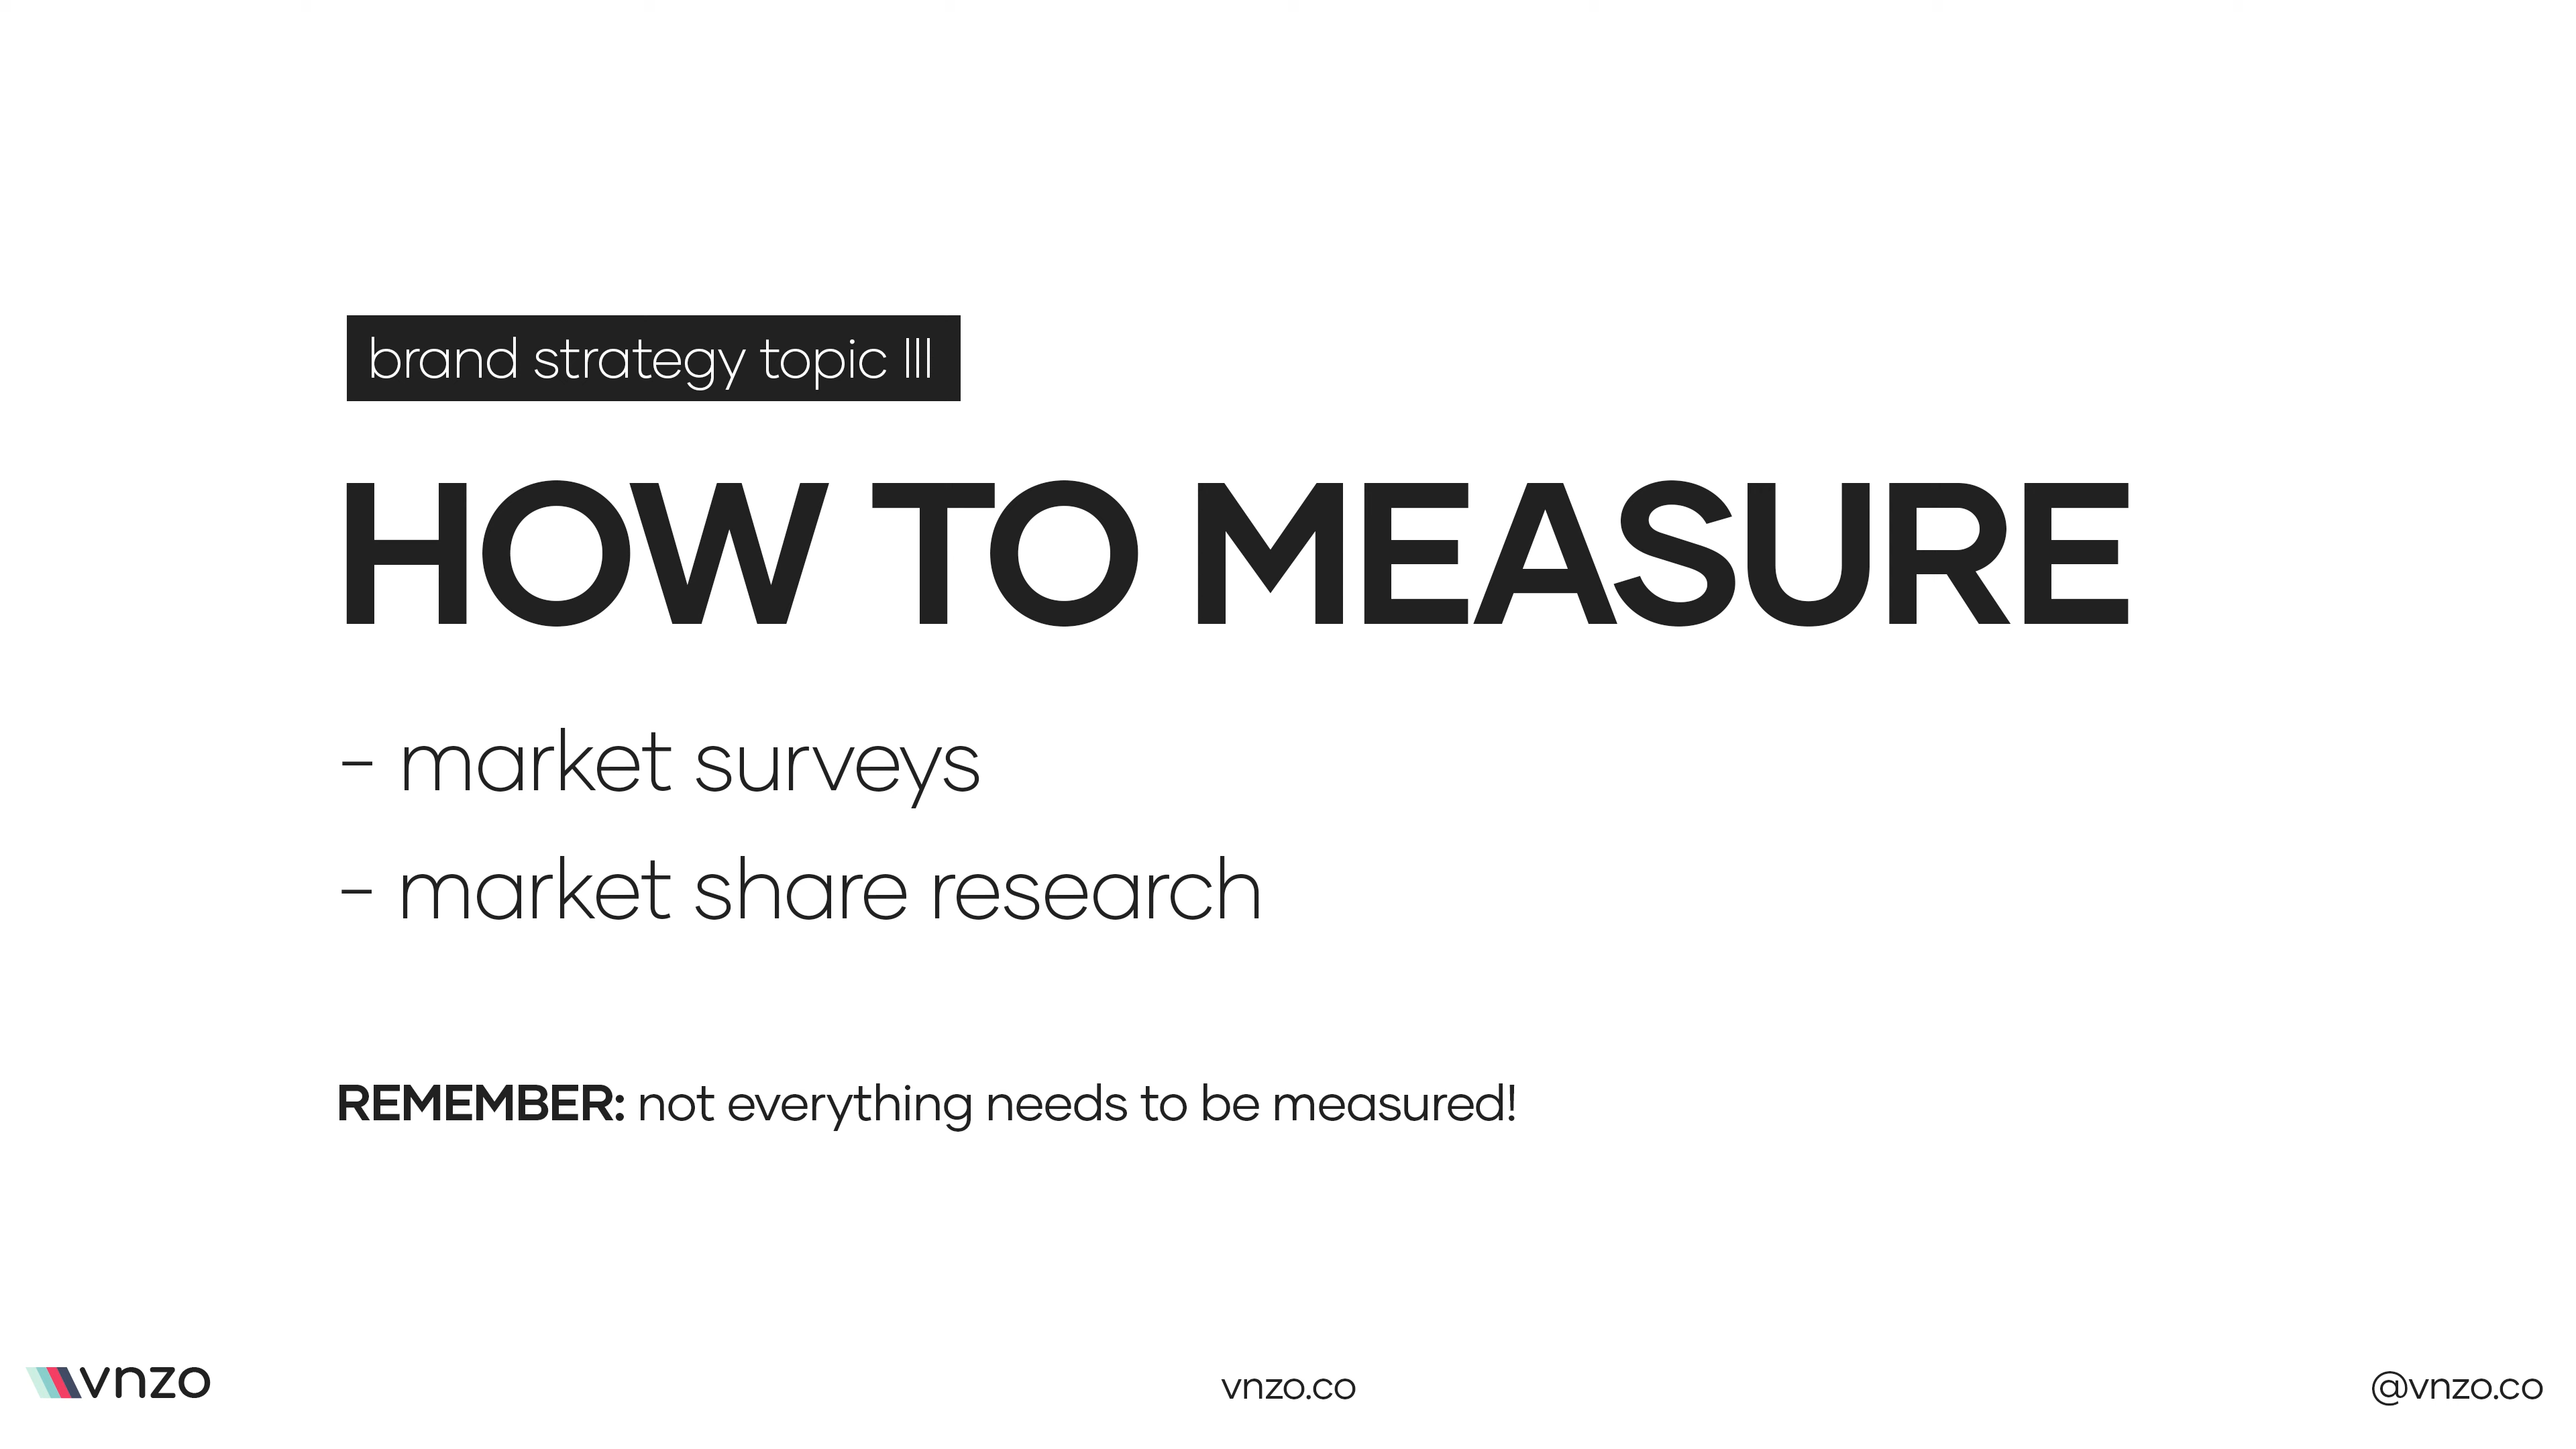 brand strategy topic III
HOW TO MEASURE
- market surveys
- market share research
REMEMBER: not everything needs to be measured!
vnzo
vnzo.co
@vnzo.co